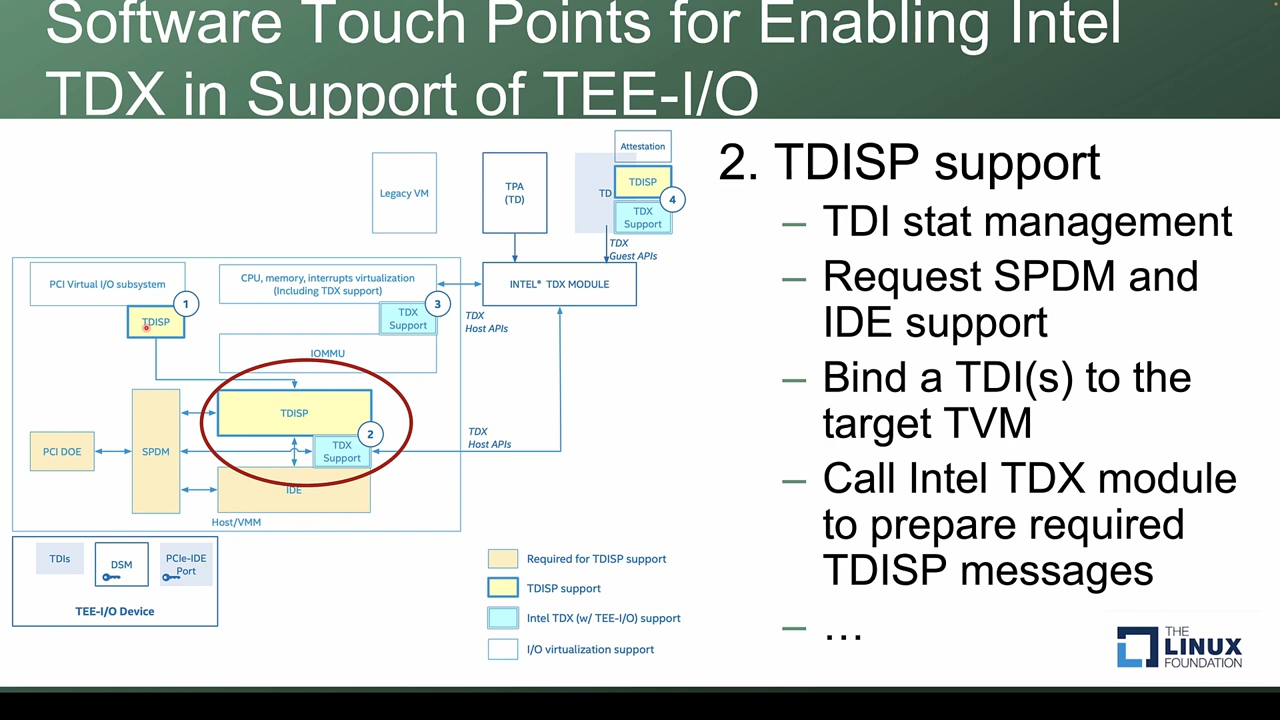 Software Touch Points for Enabling Intel
TDX in Support of TEE-I/O
Legacy VM
TPA
(TD)
TD
Attestation
TDISP
TDX
Support
4
TDX
Guest APIs
PCI Virtual I/O subsystem
1
TDISP
CPU, memory, interrupts virtualization
(Including TDX support)
3
TDX
Support
INTEL® TDX MODULE
TDX
Host APIs
IOMMU
TDISP
2
TDX
Support
TDX
Host APIs
PCI DOE
SPDM
IDE
Host/VMM
TDIs
DSM
PCIe-IDE
Port
TEE-I/O Device
Required for TDISP support
TDISP support
Intel TDX (w/ TEE-I/O) support
I/O virtualization support
2. TDISP support
– TDI stat management
– Request SPDM and
IDE support
– Bind a TDI(s) to the
target TVM
– Call Intel TDX module
to prepare required
TDISP messages
– …
THE
LINUX
FOUNDATION